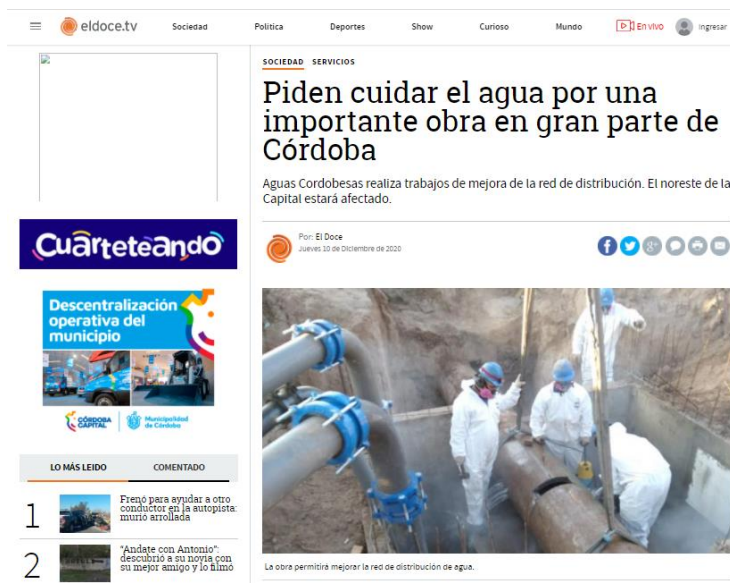 eldoce.tv
Sociedad
Política
Deportes
Show
Curioso
Mundo
En vivo
Ingresar
SOCIEDAD SERVICIOS
Piden cuidar el agua por una
importante obra en gran parte de
Córdoba
Aguas Cordobesas realiza trabajos de mejora de la red de distribución. El noreste de la
Capital estará afectado.
Por: El Doce
Jueves 10 de Diciembre de 2020
Cuarteteando
Descentralización
operativa del
municipio
CÓRDOBA
CAPITAL
Municipalidad
de Córdoba
LO MÁS LEIDO
COMENTADO
1
Frenó para ayudar a otro
conductor en la autopista:
murió arrollada
2
"Andate con Antonio":
descubrió a su novia con
su mejor amigo y lo filmó
La obra permitirá mejorar la red de distribución de agua.